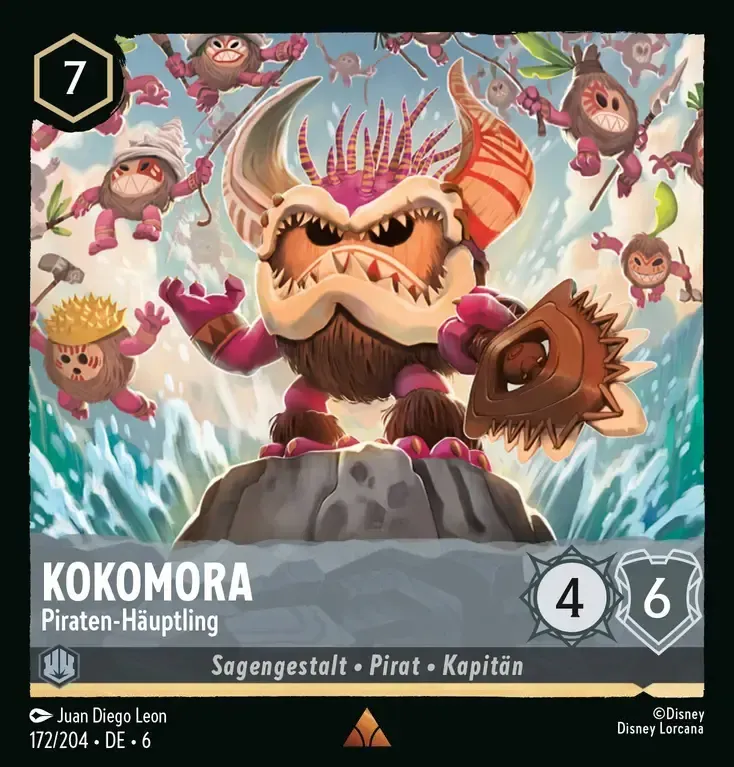 7
KOKOMORA
Piraten-Häuptling
4
6
Sagengestalt • Pirat • Kapitän
Juan Diego Leon
172/204 • DE • 6
©Disney
Disney Lorcana